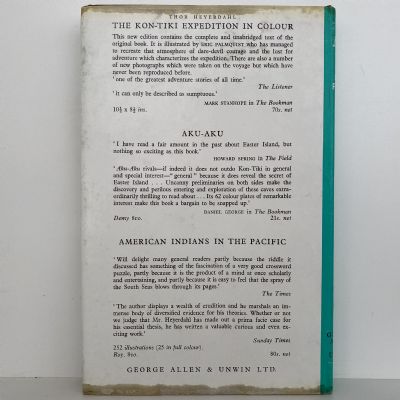 THOR HEYERDAHL
THE KON-TIKI EXPEDITION IN COLOUR
This new edition contains the complete and unabridged text of the
original book. It is illustrated by ERIC PALMQUIST who has managed
to recreate that atmosphere of dare-devil courage and the lust for
adventure which characterizes the expedition. There are also a number
of new photographs which were taken on the voyage but which have
never been reproduced before.
'one of the greatest adventure stories of all time.'
The Listener
'it can only be described as sumptuous.'
MARK STANHOPE in The Bookman
10¼ x 8½ ins. 70s. net
AKU-AKU
'I have read a fair amount in the past about Easter Island, but
nothing so exciting as this book.'
HOWARD SPRING in The Field
'Aku-Aku rivals—if indeed it does not outdo Kon-Tiki in general
and special interest—"general" because it does reveal the secret of
Easter Island . . . Uncanny preliminaries on both sides make the
discovery and perilous entering and exploration of these caves extra-
ordinarily thrilling to read about . . . Its 62 colour plates of remarkable
interest make this book a bargain to be snapped up.'
DANIEL GEORGE in The Bookman
Demy 8vo. 25s. net
AMERICAN INDIANS IN THE PACIFIC
'Will delight many general readers partly because the riddle it
discussed has something of the fascination of a very good crossword
puzzle, partly because it is the product of a mind at once scholarly
and entertaining, and partly because it is easy to feel that the spray of
the South Seas blows through its pages.'
The Times
'The author displays a wealth of erudition and he marshals an im-
mense body of diversified evidence for his theories. Whether or not
we judge that Mr. Heyerdahl has made out a prima facie case for
his essential thesis, he has written a valuable curious and even ex-
citing work.'
Sunday Times
252 illustrations (25 in full colour).
Roy. 8vo. 80s. net
GEORGE ALLEN & UNWIN LTD.